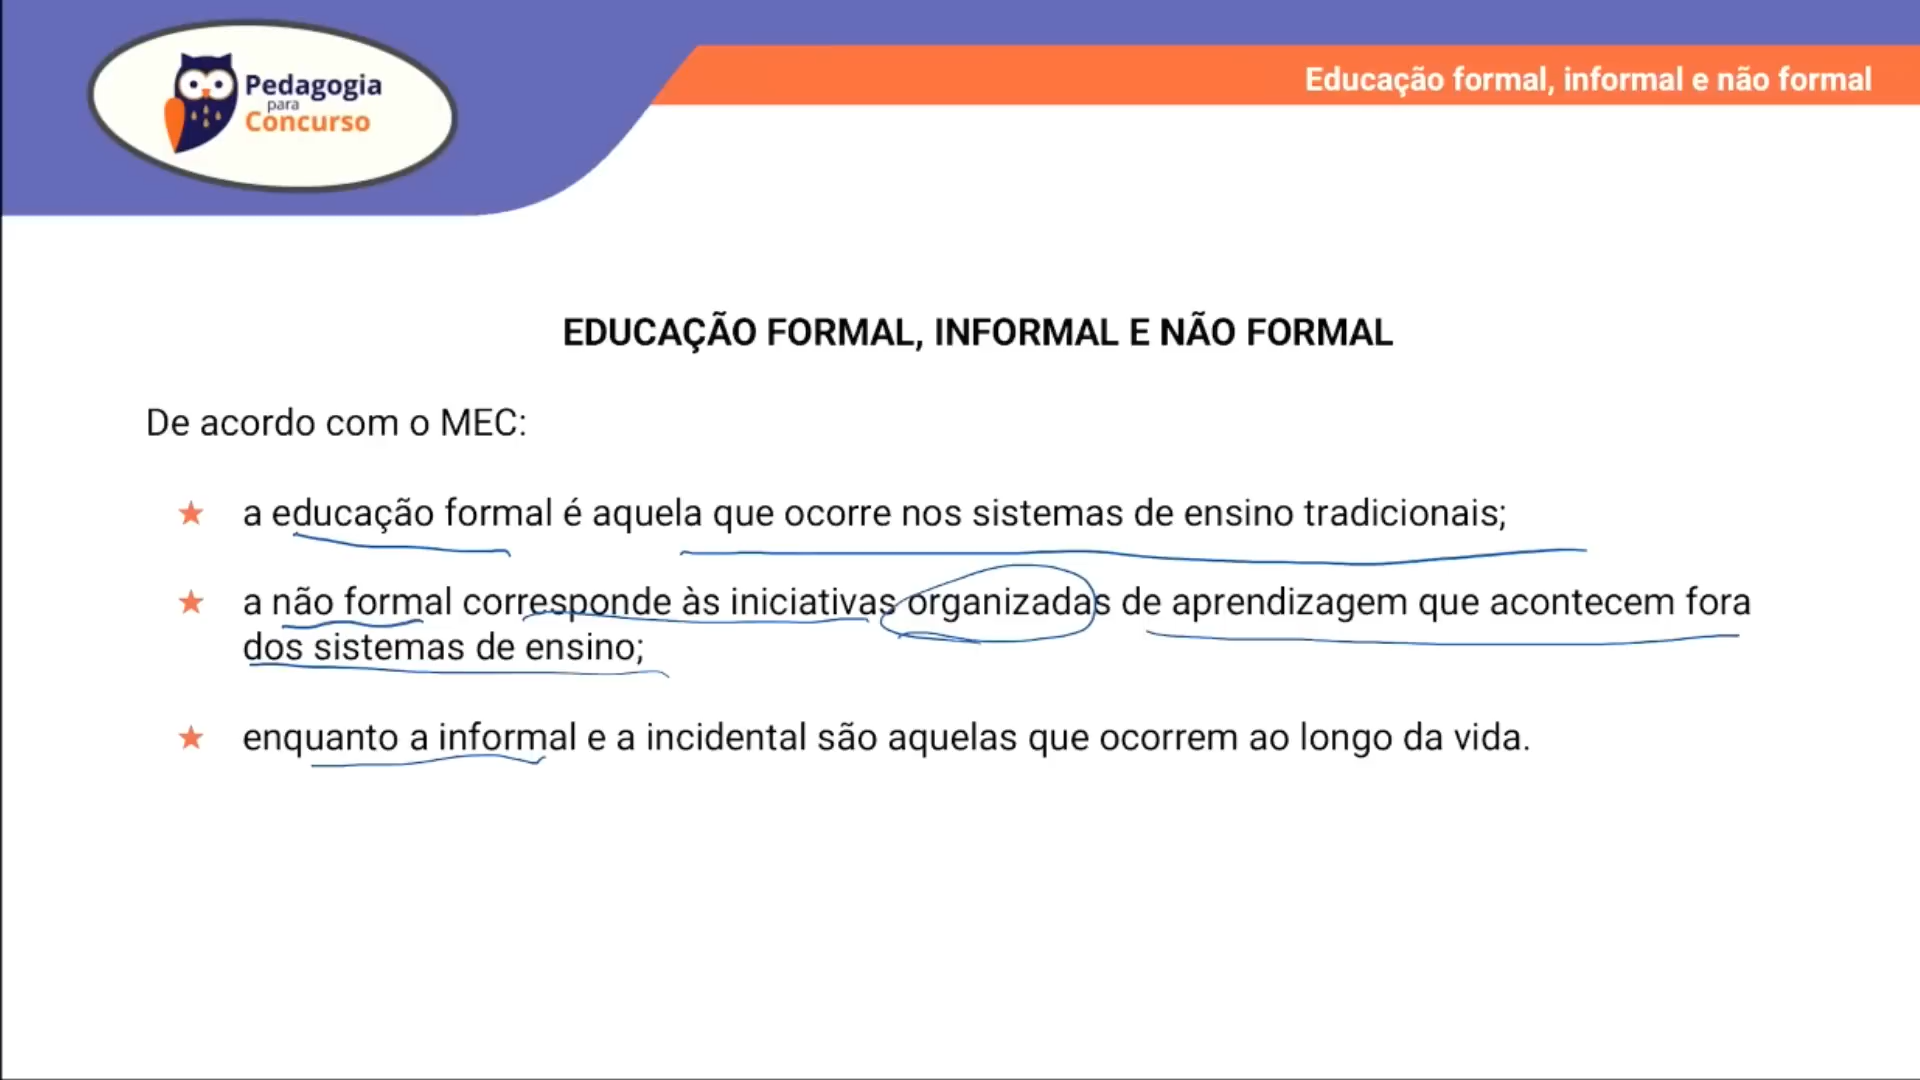 Pedagogia
para
Concurso
Educação formal, informal e não formal
EDUCAÇÃO FORMAL, INFORMAL E NÃO FORMAL
De acordo com o MEC:
a educação formal é aquela que ocorre nos sistemas de ensino tradicionais;
a não formal corresponde às iniciativas organizadas de aprendizagem que acontecem fora
dos sistemas de ensino;
enquanto a informal e a incidental são aquelas que ocorrem ao longo da vida.